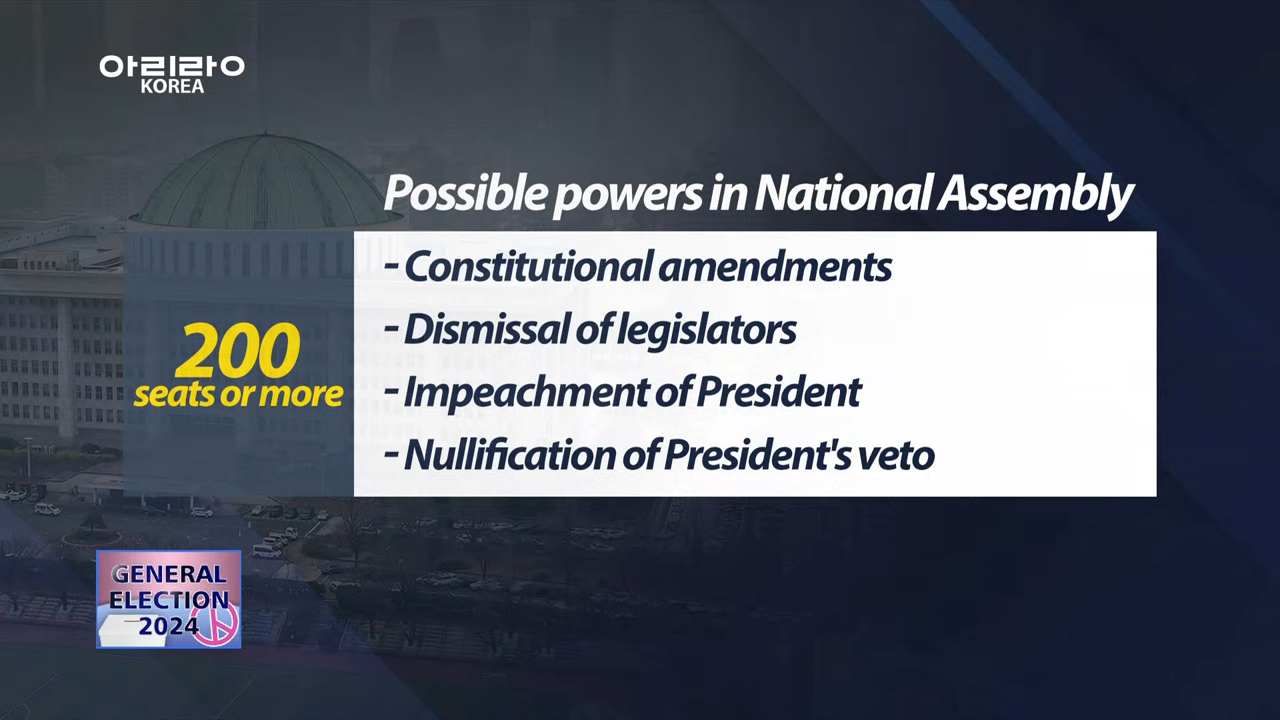 아리랑
KOREA
Possible powers in National Assembly
200
seats or more
- Constitutional amendments
- Dismissal of legislators
- Impeachment of President
- Nullification of President's veto
GENERAL
ELECTION
2024